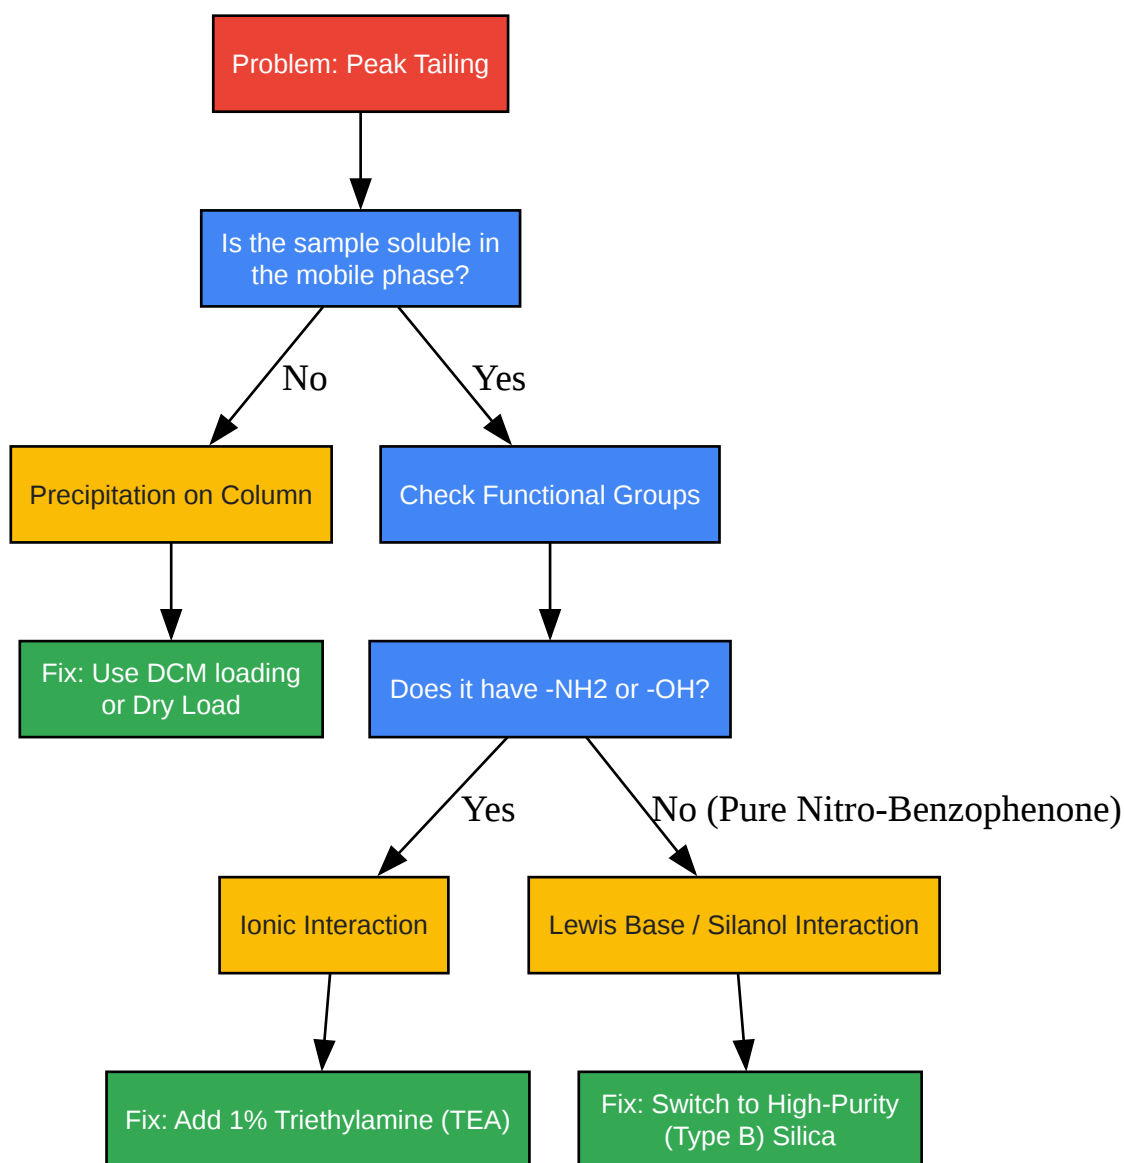 Problem: Peak Tailing
Is the sample soluble in
the mobile phase?
No
Yes
Precipitation on Column
Check Functional Groups
Fix: Use DCM loading
or Dry Load
Does it have -NH2 or -OH?
Yes
No (Pure Nitro-Benzophenone)
Ionic Interaction
Lewis Base / Silanol Interaction
Fix: Add 1% Triethylamine (TEA)
Fix: Switch to High-Purity
(Type B) Silica